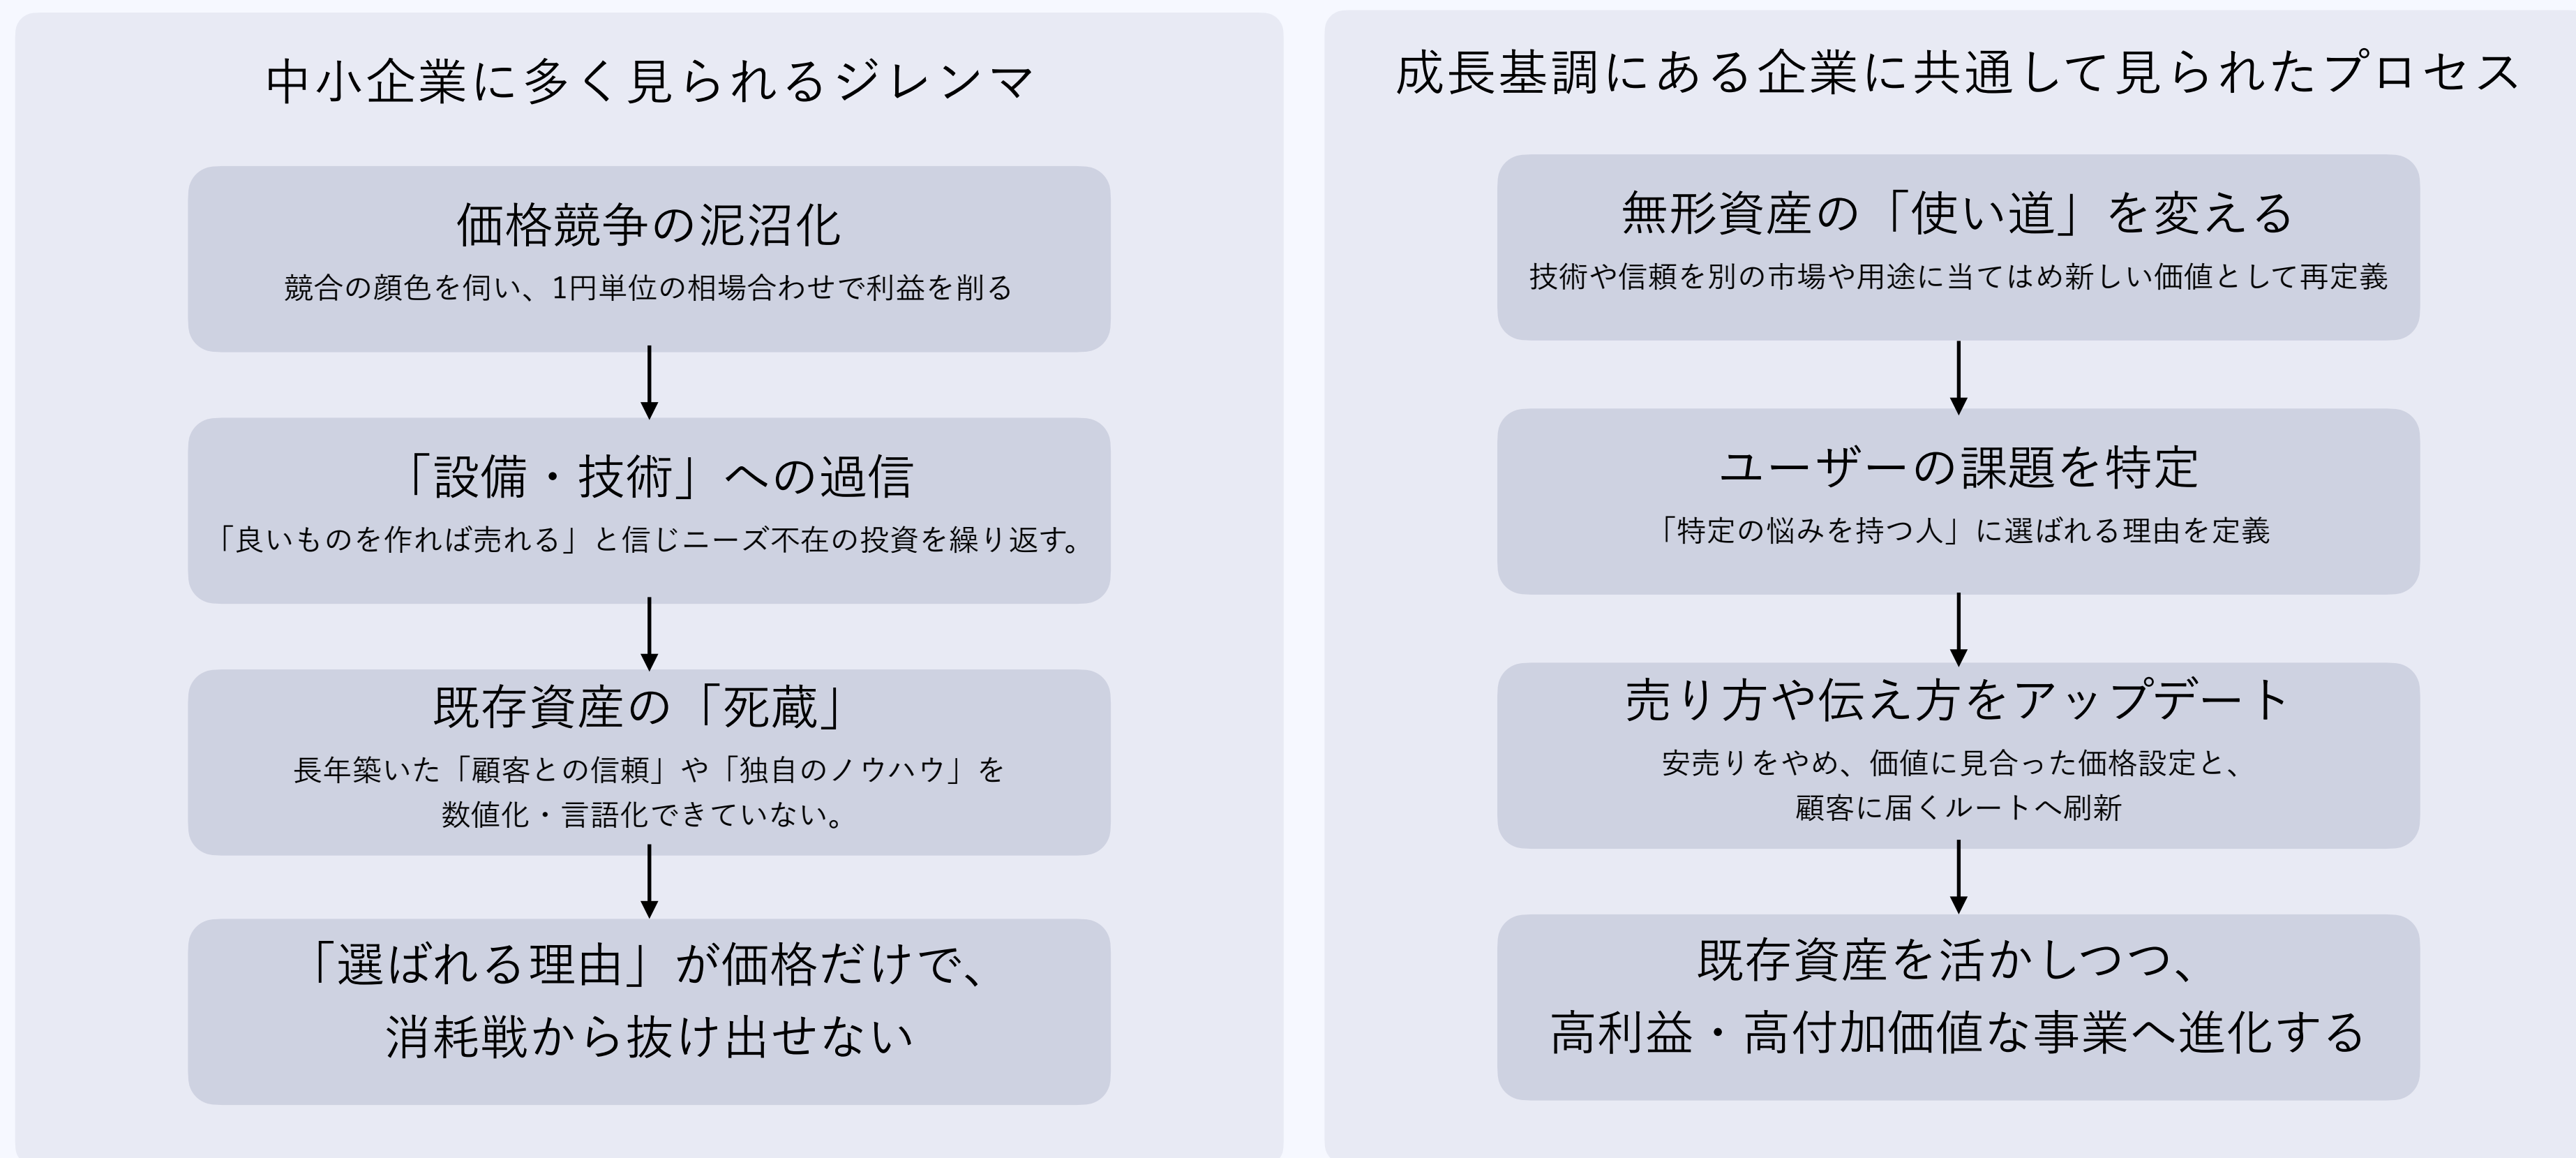 中小企業に多く見られるジレンマ
価格競争の泥沼化
競合の顔色を伺い、1円単位の相場合わせで利益を削る
「設備・技術」への過信
「良いものを作れば売れる」と信じニーズ不在の投資を繰り返す。
既存資産の「死蔵」
長年築いた「顧客との信頼」や「独自のノウハウ」を
数値化・言語化できていない。
「選ばれる理由」が価格だけで、
消耗戦から抜け出せない
成長基調にある企業に共通して見られたプロセス
無形資産の「使い道」を変える
技術や信頼を別の市場や用途に当てはめ新しい価値として再定義
ユーザーの課題を特定
「特定の悩みを持つ人」に選ばれる理由を定義
売り方や伝え方をアップデート
安売りをやめ、価値に見合った価格設定と、
顧客に届くルートへ刷新
既存資産を活かしつつ、
高利益・高付加価値な事業へ進化する